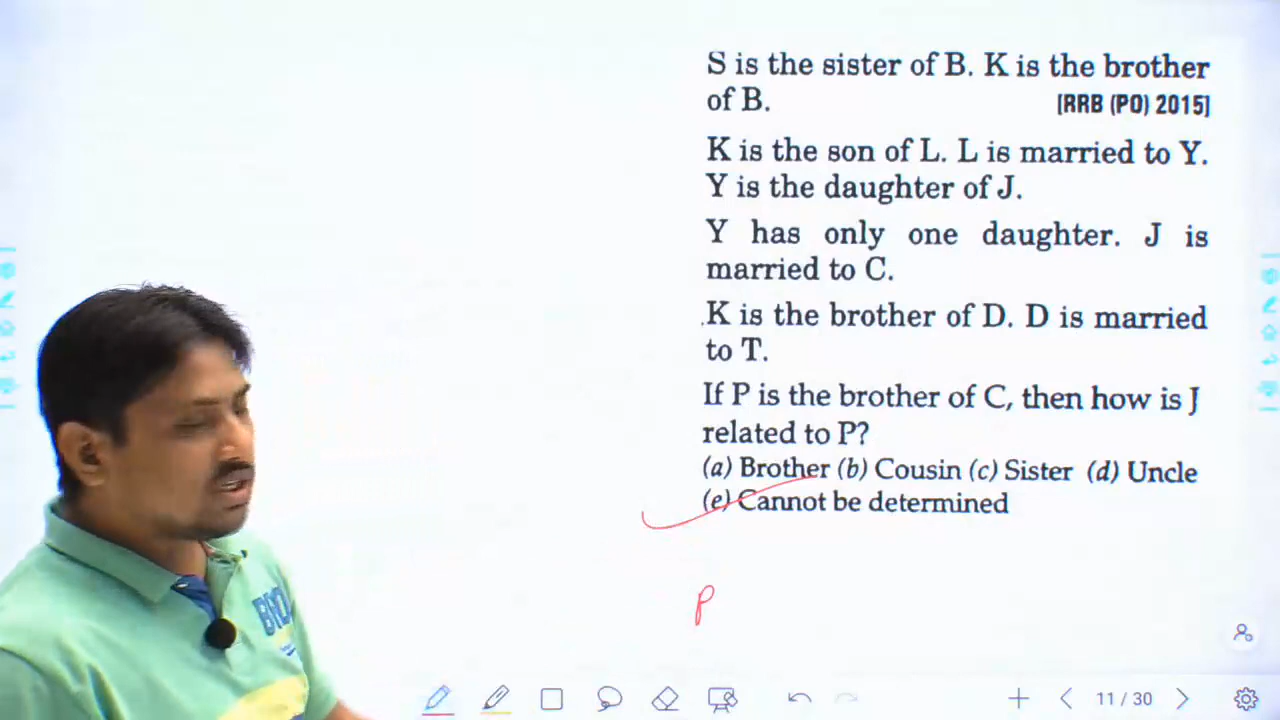 S is the sister of B. K is the brother
of B. [RRB (PO) 2015]
K is the son of L. L is married to Y.
Y is the daughter of J.
Y has only one daughter. J is
married to C.
K is the brother of D. D is married
to T.
If P is the brother of C, then how is J
related to P?
(a) Brother (b) Cousin (c) Sister (d) Uncle
(e) Cannot be determined
P
11 / 30